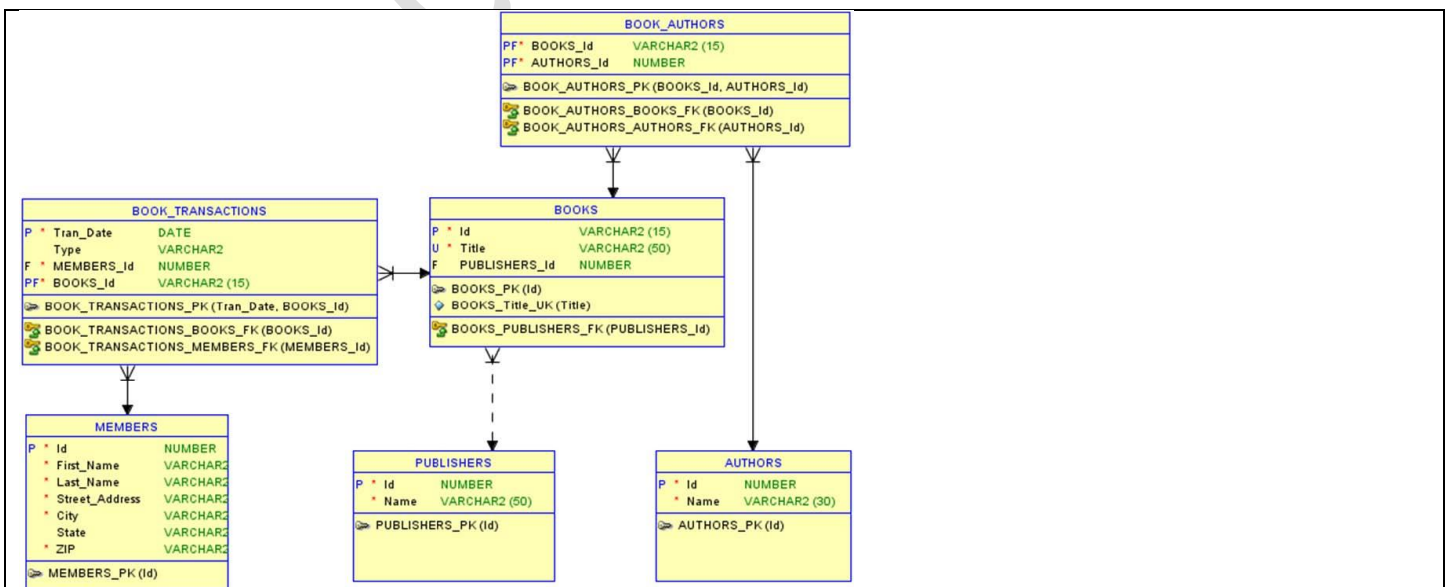 BOOK_AUTHORS
PF* BOOKS_Id VARCHAR2 (15)
PF* AUTHORS_Id NUMBER
BOOK_AUTHORS_PK (BOOKS_Id, AUTHORS_Id)
BOOK_AUTHORS_BOOKS_FK (BOOKS_Id)
BOOK_AUTHORS_AUTHORS_FK (AUTHORS_Id)
BOOK_TRANSACTIONS
P * Tran_Date DATE
Type VARCHAR2
F * MEMBERS_Id NUMBER
PF* BOOKS_Id VARCHAR2 (15)
BOOK_TRANSACTIONS_PK (Tran_Date, BOOKS_Id)
BOOK_TRANSACTIONS_BOOKS_FK (BOOKS_Id)
BOOK_TRANSACTIONS_MEMBERS_FK (MEMBERS_Id)
BOOKS
P * Id VARCHAR2 (15)
U * Title VARCHAR2 (50)
F PUBLISHERS_Id NUMBER
BOOKS_PK (Id)
BOOKS_Title_UK (Title)
BOOKS_PUBLISHERS_FK (PUBLISHERS_Id)
MEMBERS
P * Id NUMBER
* First_Name VARCHAR2
* Last_Name VARCHAR2
* Street_Address VARCHAR2
* City VARCHAR2
State VARCHAR2
* ZIP VARCHAR2
MEMBERS_PK (Id)
PUBLISHERS
P * Id NUMBER
* Name VARCHAR2 (50)
PUBLISHERS_PK (Id)
AUTHORS
P * Id NUMBER
* Name VARCHAR2 (30)
AUTHORS_PK (Id)